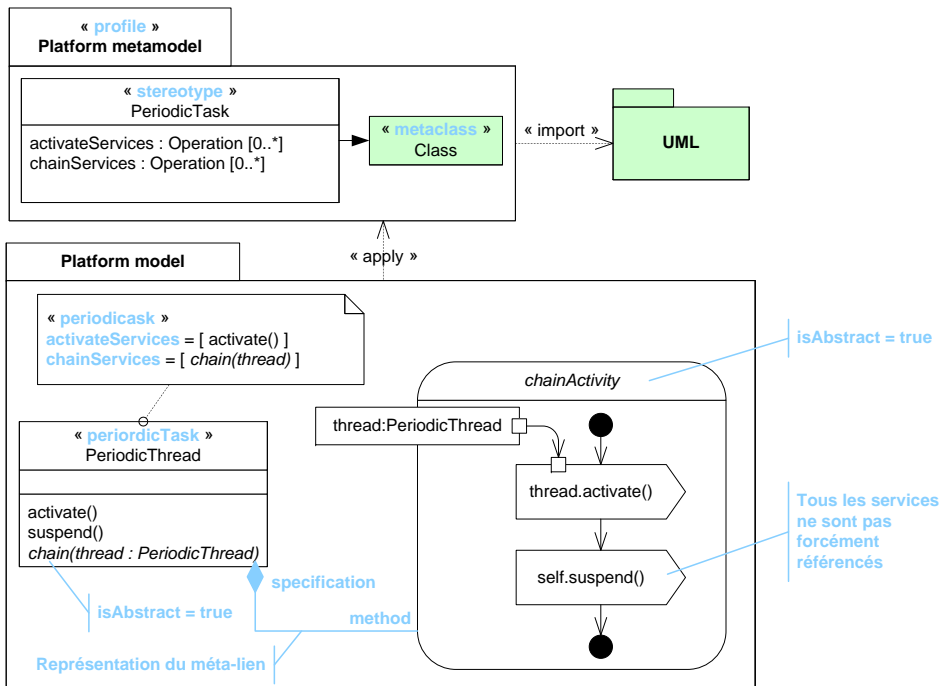 « profile »
Platform metamodel
« stereotype »
PeriodicTask
activateServices : Operation [0..*]
chainServices : Operation [0..*]
« metaclass »
Class
« import »
UML
« apply »
Platform model
« periodicask »
activateServices = [ activate() ]
chainServices = [ chain(thread) ]
isAbstract = true
chainActivity
thread:PeriodicThread
« periordicTask »
PeriodicThread
thread.activate()
activate()
suspend()
chain(thread : PeriodicThread)
Tous les services
ne sont pas
forcément
référencés
self.suspend()
specification
isAbstract = true
method
Représentation du méta-lien